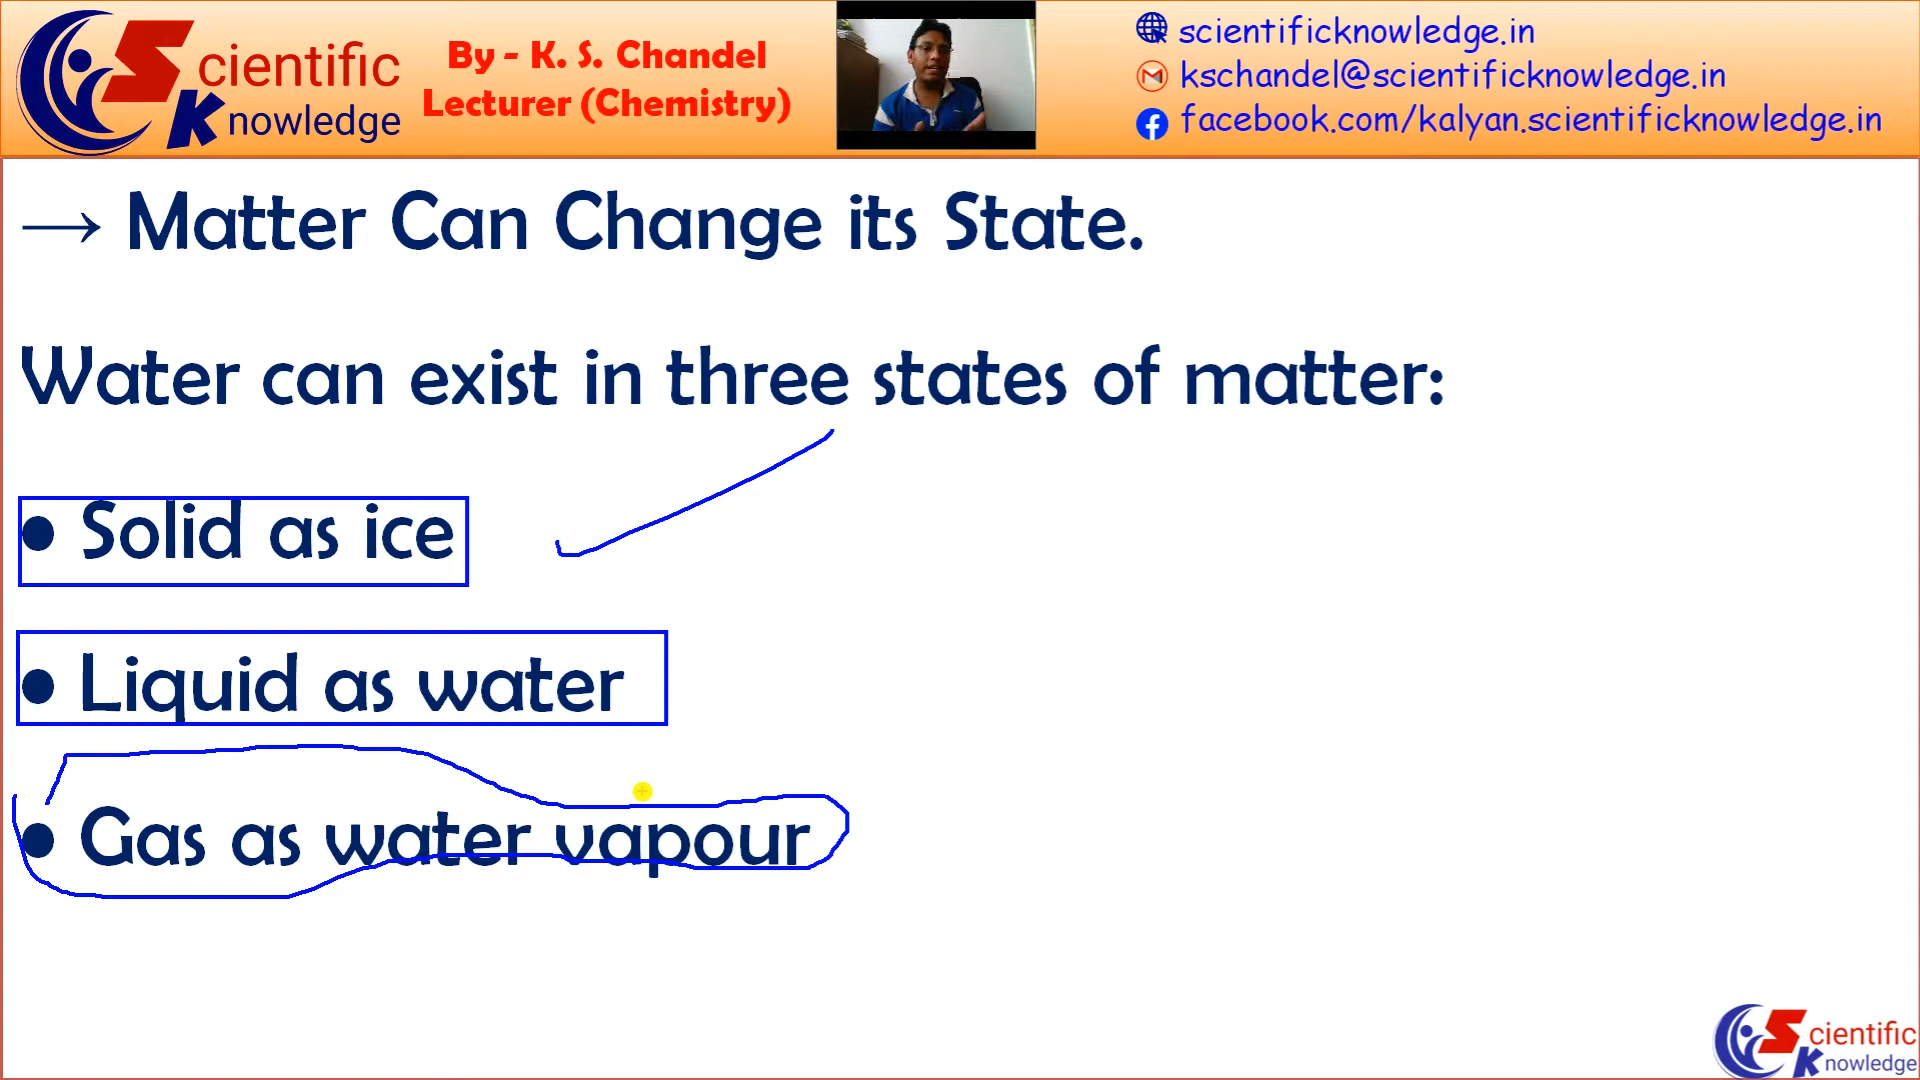 Scientific
Knowledge
By - K. S. Chandel
Lecturer (Chemistry)
scientificknowledge.in
kschandel@scientificknowledge.in
facebook.com/kalyan.scientificknowledge.in
→ Matter Can Change its State.
Water can exist in three states of matter:
• Solid as ice
• Liquid as water
• Gas as water vapour
Scientific
Knowledge